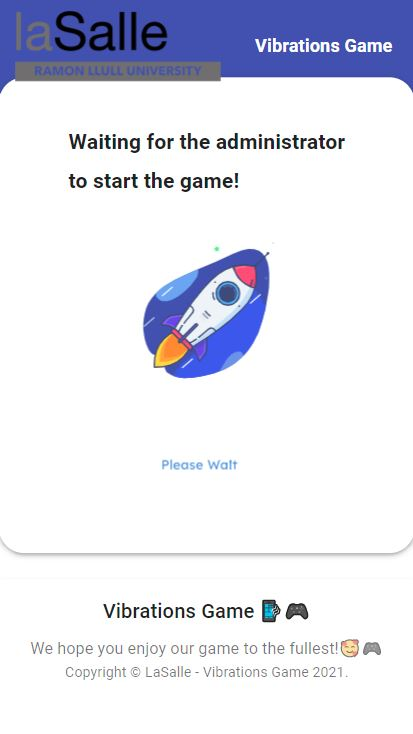 laSalle
RAMON LLULL UNIVERSITY
Vibrations Game
Waiting for the administrator
to start the game!
Please Wait
Vibrations Game 📲🎮
We hope you enjoy our game to the fullest!🥰🎮
Copyright © LaSalle - Vibrations Game 2021.